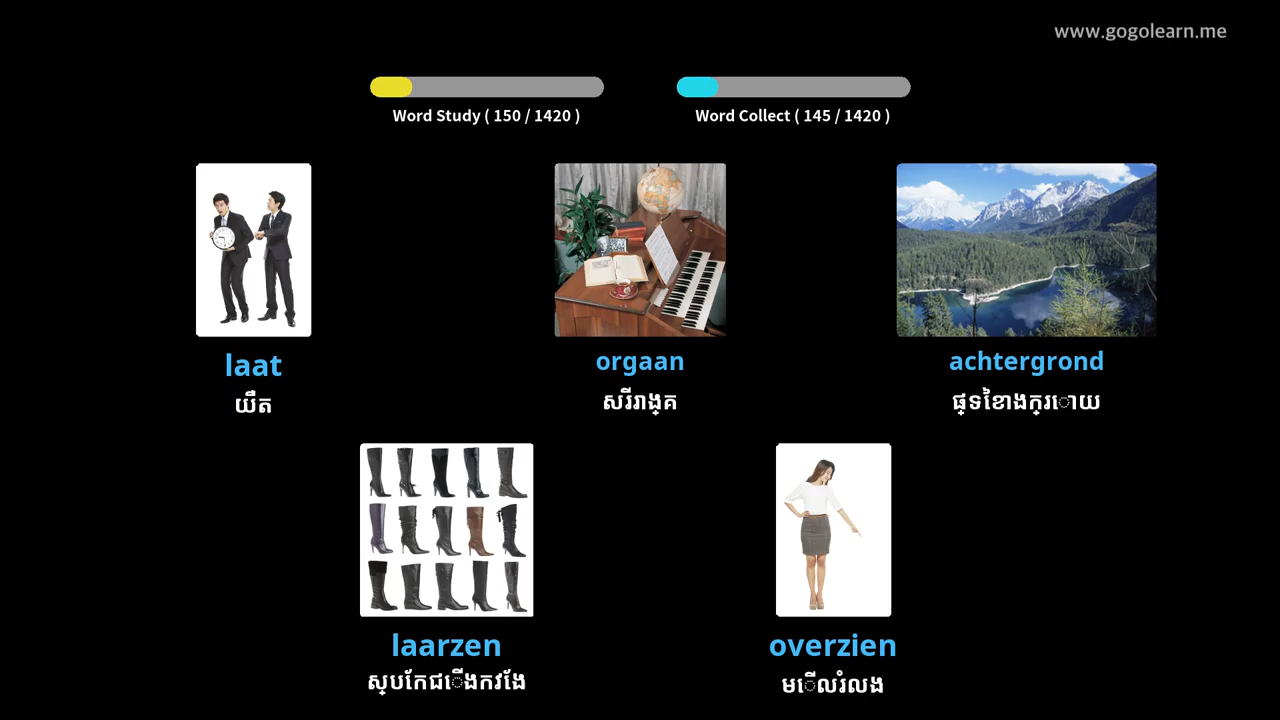 www.gogolearn.me
Word Study ( 150 / 1420 )
Word Collect ( 145 / 1420 )
laat
យឺត
orgaan
សរីរាង្គ
achtergrond
ផ្ទៃខាងក្រោយ
laarzen
ស្បែកជើងកវែង
overzien
មើលរំលង